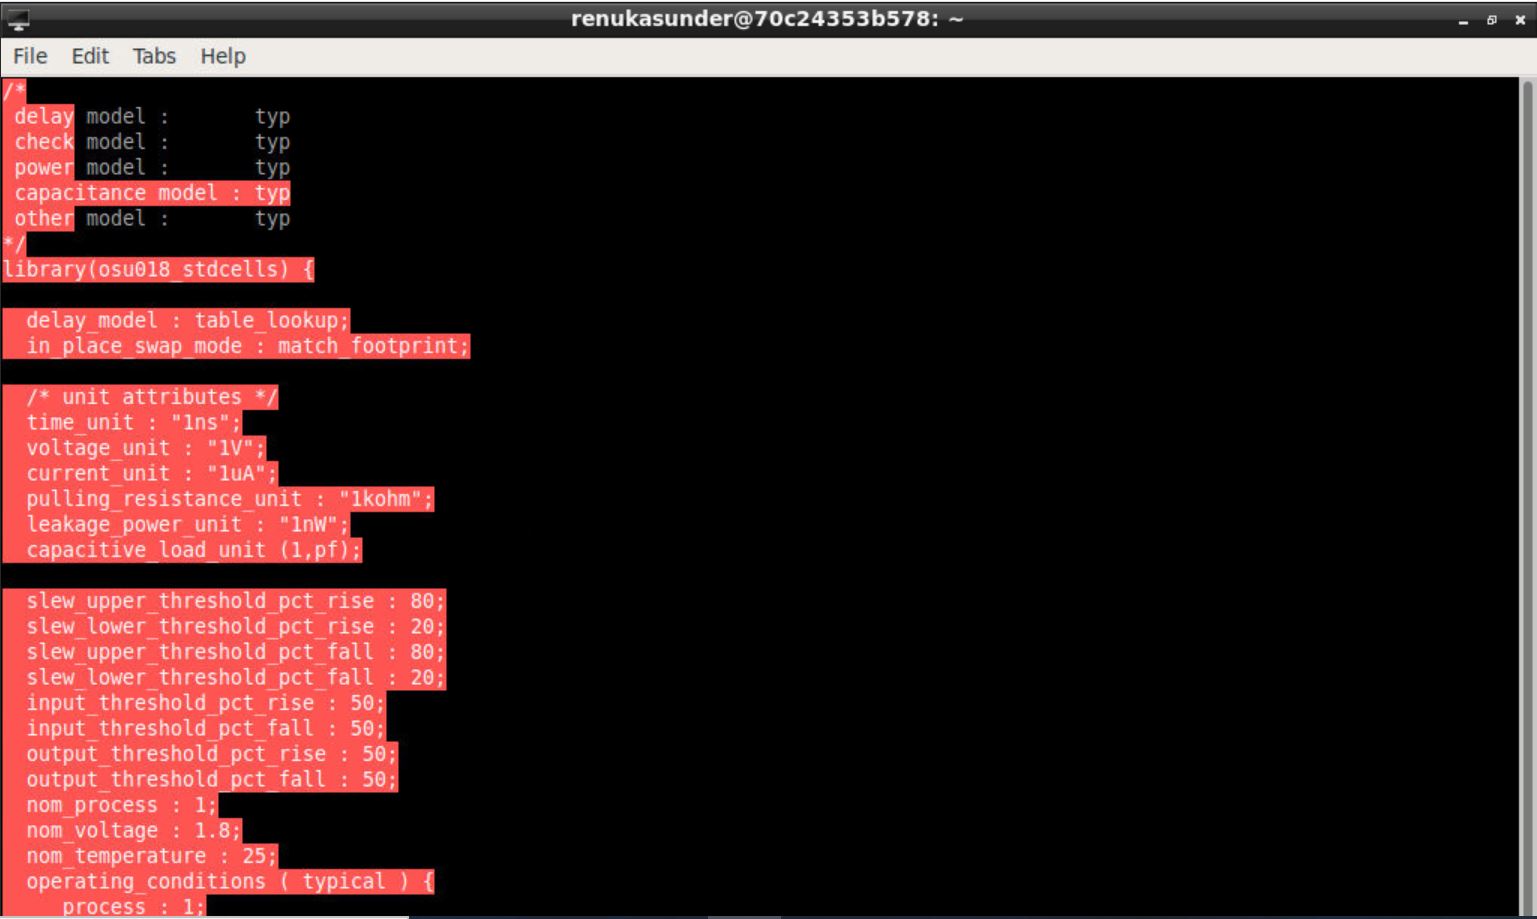 renukasunder@70c24353b578: ~
File Edit Tabs Help
/*
 delay model :       typ
 check model :       typ
 power model :       typ
 capacitance model : typ
 other model :       typ
*/
library(osu018_stdcells) {

  delay_model : table_lookup;
  in_place_swap_mode : match_footprint;

  /* unit attributes */
  time_unit : "1ns";
  voltage_unit : "1V";
  current_unit : "1uA";
  pulling_resistance_unit : "1kohm";
  leakage_power_unit : "1nW";
  capacitive_load_unit (1,pf);

  slew_upper_threshold_pct_rise : 80;
  slew_lower_threshold_pct_rise : 20;
  slew_upper_threshold_pct_fall : 80;
  slew_lower_threshold_pct_fall : 20;
  input_threshold_pct_rise : 50;
  input_threshold_pct_fall : 50;
  output_threshold_pct_rise : 50;
  output_threshold_pct_fall : 50;
  nom_process : 1;
  nom_voltage : 1.8;
  nom_temperature : 25;
  operating_conditions ( typical ) {
     process : 1;